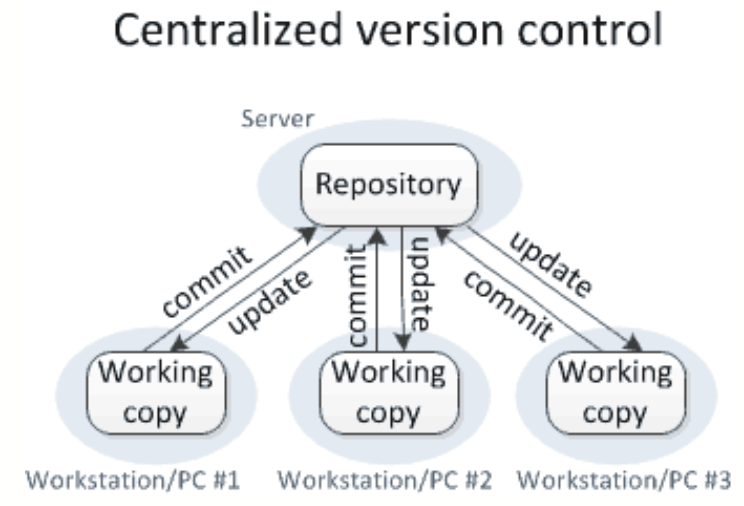 Centralized version control
Server
Repository
commit
update
commit
update
commit
update
Working
copy
Working
copy
Working
copy
Workstation/PC #1
Workstation/PC #2
Workstation/PC #3